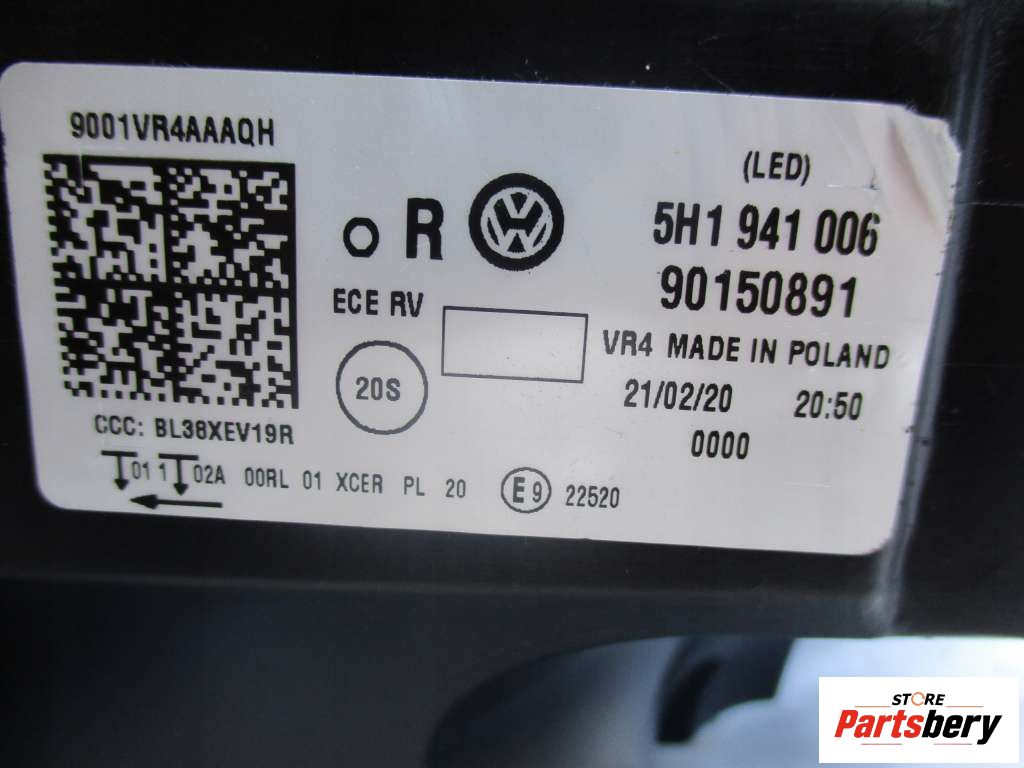 9001VR4AAAQH
(LED)
R
5H1 941 006
90150891
ECE RV
VR4 MADE IN POLAND
20S
21/02/20 20:50
0000
CCC: BL38XEV19R
01 1 02A 00RL 01 XCER PL 20 E9 22520
STORE
Partsbery